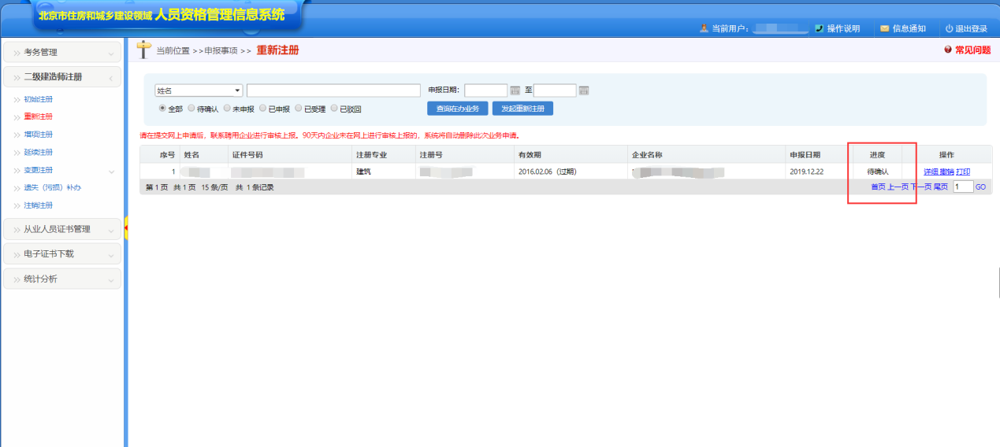 北京市住房和城乡建设领域 人员资格管理信息系统
当前用户： 操作说明 信息通知 退出登录
考务管理
二级建造师注册
初始注册
重新注册
增项注册
延续注册
变更注册
遗失（污损）补办
注销注册
从业人员证书管理
电子证书下载
统计分析
当前位置 >>申报事项 >> 重新注册 常见问题
姓名 申报日期： 至
全部 待确认 未申报 已申报 已受理 已驳回 查询在办业务 发起重新注册
请在提交网上申请后，联系聘用企业进行审核上报。90天内企业未在网上进行审核上报的，系统将自动删除此次业务申请。
序号 姓名 证件号码 注册专业 注册号 有效期 企业名称 申报日期 进度 操作
1 建筑 2016.02.06（过期） 2019.12.22 待确认 详细 撤销 打印
第 1 页 共 1 页 15 条/页 共 1 条记录 首页 上一页 下一页 尾页 1 GO